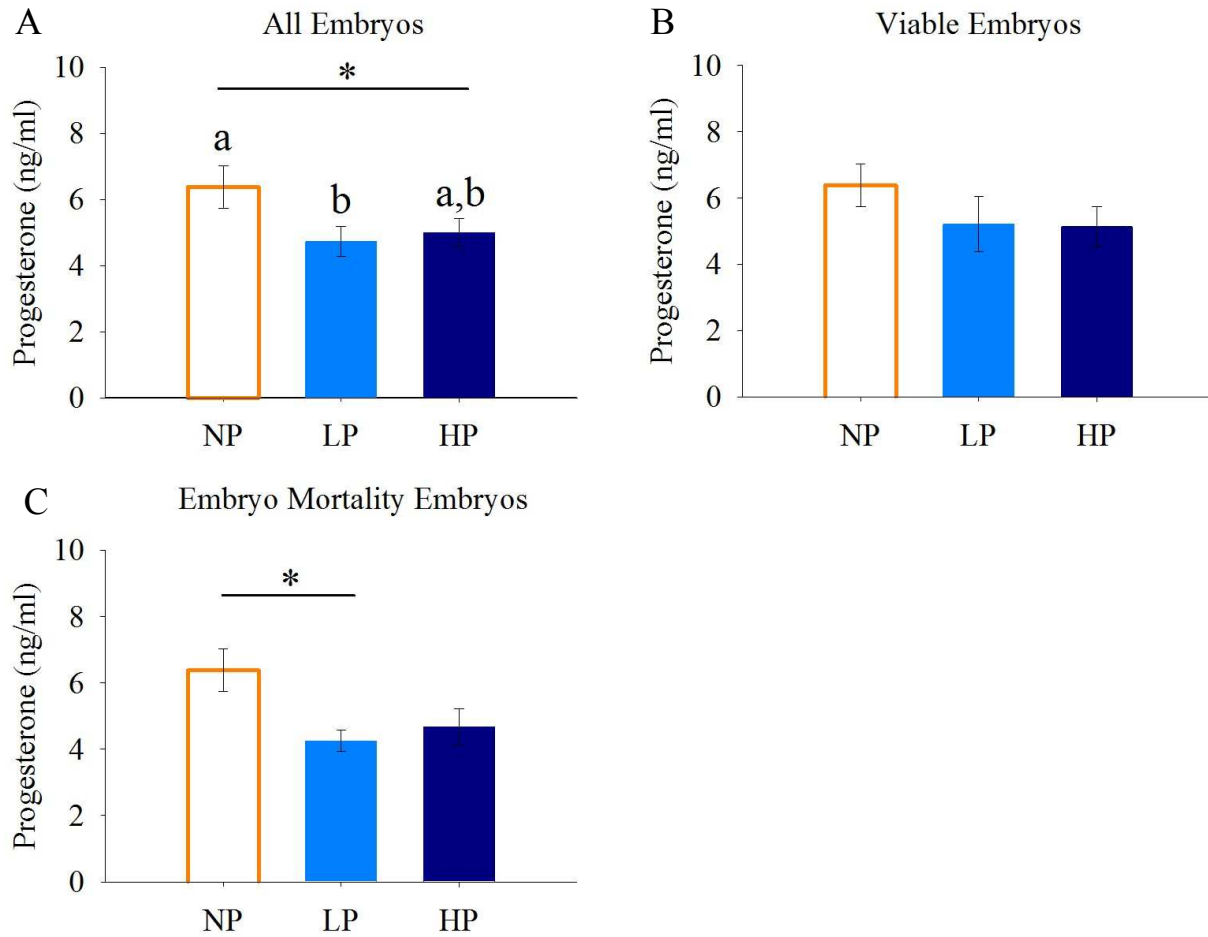 A
All Embryos
Progesterone (ng/ml)
10
8
6
4
2
0
*
a
b
a,b
NP LP HP
B
Viable Embryos
Progesterone (ng/ml)
10
8
6
4
2
0
NP LP HP
C
Embryo Mortality Embryos
Progesterone (ng/ml)
10
8
6
4
2
0
*
NP LP HP